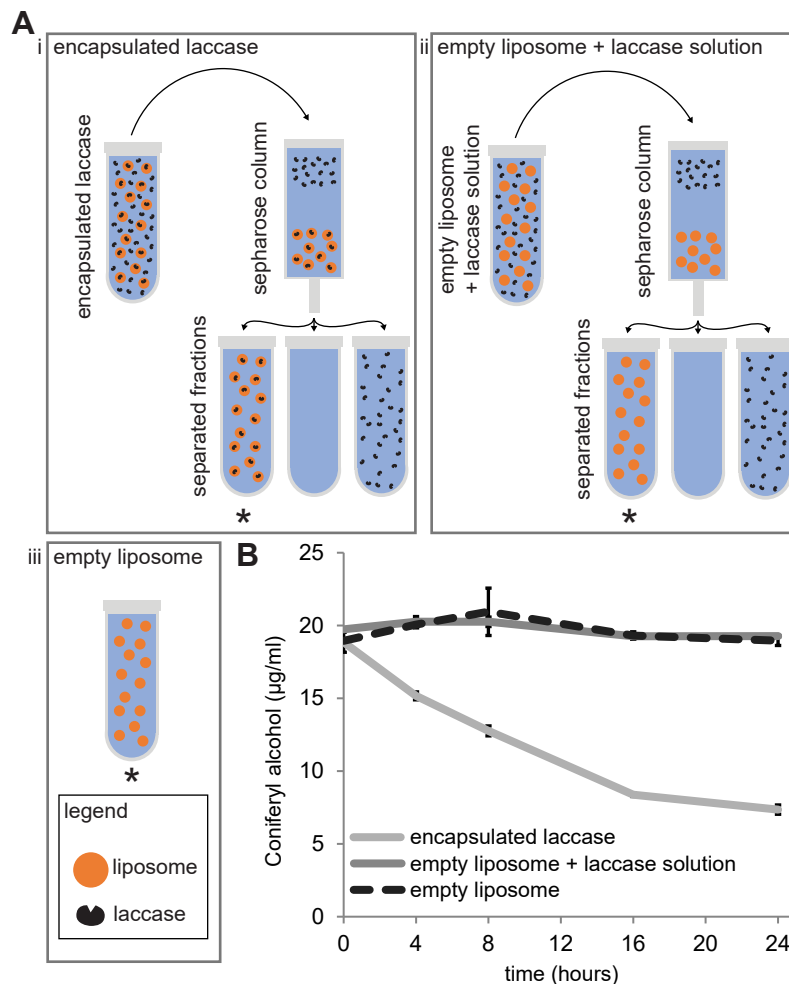 A
i encapsulated laccase
encapsulated laccase
sepharose column
separated fractions
*
ii empty liposome + laccase solution
empty liposome
+ laccase solution
sepharose column
separated fractions
*
iii empty liposome
*
legend
liposome
laccase
B
Coniferyl alcohol (µg/ml)
25
20
15
10
5
0
encapsulated laccase
empty liposome + laccase solution
empty liposome
0 4 8 12 16 20 24
time (hours)